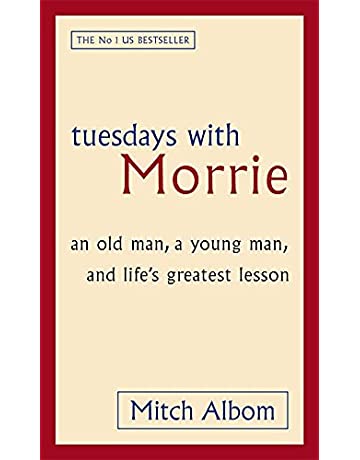 THE No 1 US BESTSELLER
tuesdays with
Morrie
an old man, a young man,
and life's greatest lesson
Mitch Albom